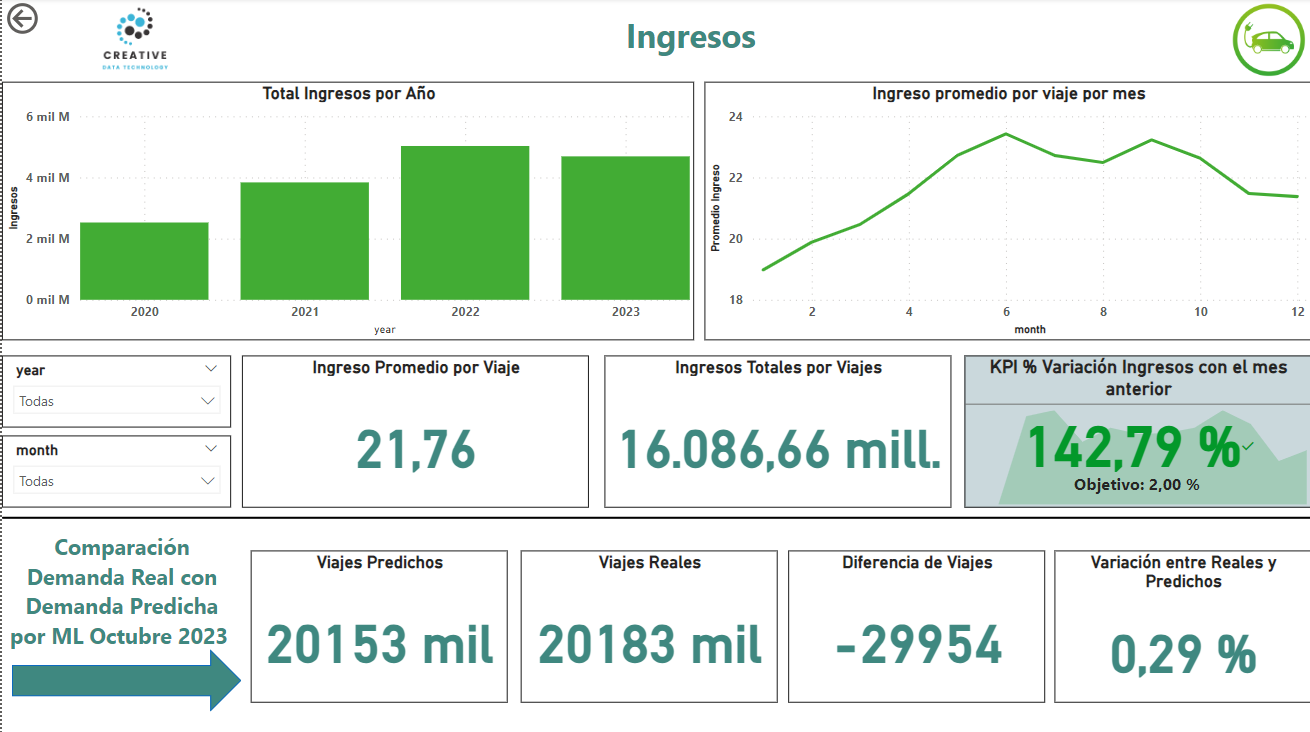 CREATIVE
DATA TECHNOLOGY
Ingresos
Total Ingresos por Año
6 mil M
4 mil M
2 mil M
0 mil M
Ingresos
2020
2021
2022
2023
year
Ingreso promedio por viaje por mes
24
22
20
18
Promedio Ingreso
2
4
6
8
10
12
month
year
Todas
month
Todas
Ingreso Promedio por Viaje
21,76
Ingresos Totales por Viajes
16.086,66 mill.
KPI % Variación Ingresos con el mes
anterior
142,79 %
Objetivo: 2,00 %
Comparación
Demanda Real con
Demanda Predicha
por ML Octubre 2023
Viajes Predichos
20153 mil
Viajes Reales
20183 mil
Diferencia de Viajes
-29954
Variación entre Reales y
Predichos
0,29 %